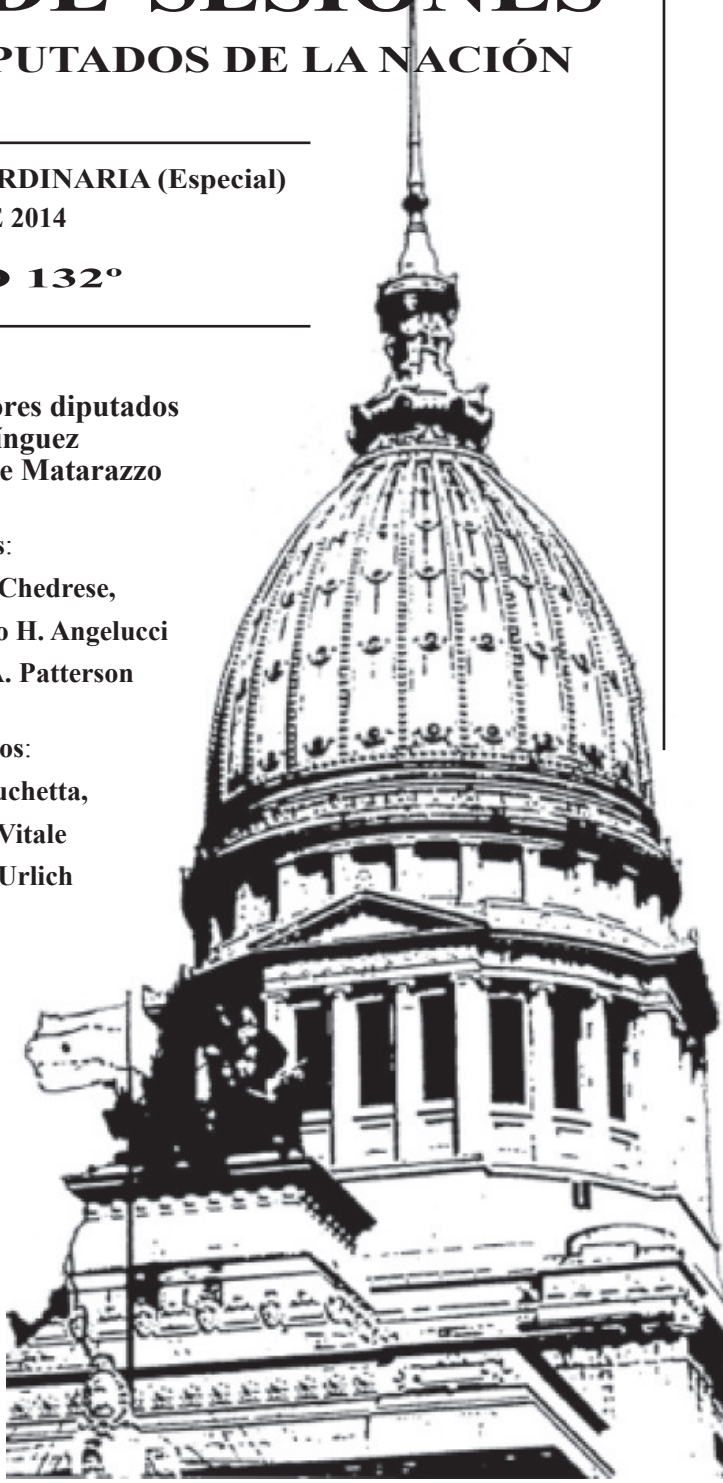 DE SESIONES
PUTADOS DE LA NACIÓN
RDINARIA (Especial)
2014
132º
ores diputados
ínguez
e Matarazzo
s:
Chedrese,
o H. Angelucci
A. Patterson
os:
uchetta,
Vitale
Urlich